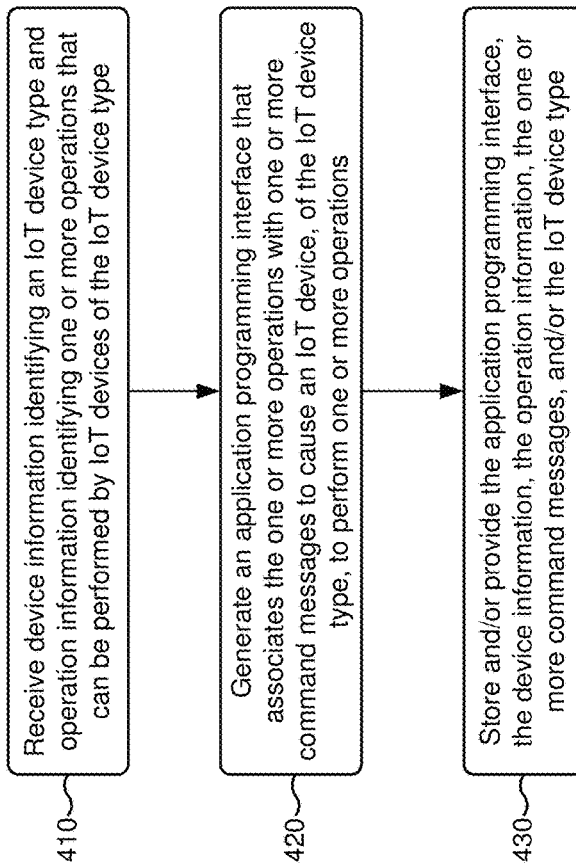 Receive device information identifying an IoT device type and
operation information identifying one or more operations that
can be performed by IoT devices of the IoT device type
410
Generate an application programming interface that
associates the one or more operations with one or more
command messages to cause an IoT device, of the IoT device
type, to perform one or more operations
420
Store and/or provide the application programming interface,
the device information, the operation information, the one or
more command messages, and/or the IoT device type
430